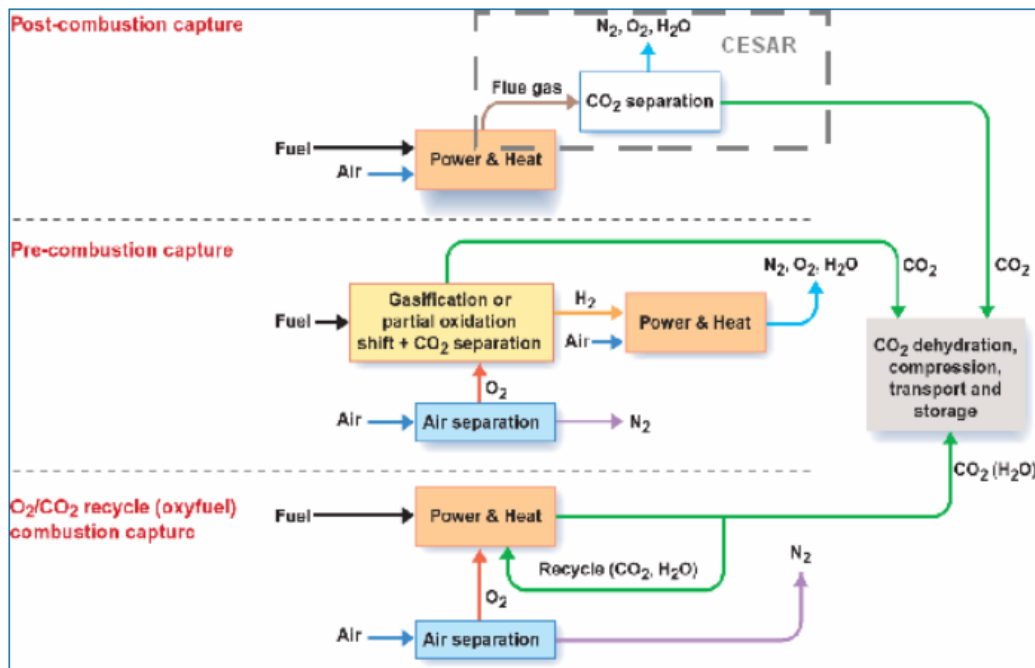 Post-combustion capture
N₂, O₂, H₂O
CESAR
Flue gas
CO₂ separation
Fuel
Air
Power & Heat
Pre-combustion capture
N₂, O₂, H₂O
CO₂
CO₂
Fuel
Gasification or
partial oxidation
shift + CO₂ separation
H₂
Air
Power & Heat
CO₂ dehydration,
compression,
transport and
storage
O₂
Air
Air separation
N₂
CO₂ (H₂O)
O₂/CO₂ recycle (oxyfuel)
combustion capture
Fuel
Power & Heat
N₂
Recycle (CO₂, H₂O)
O₂
Air
Air separation